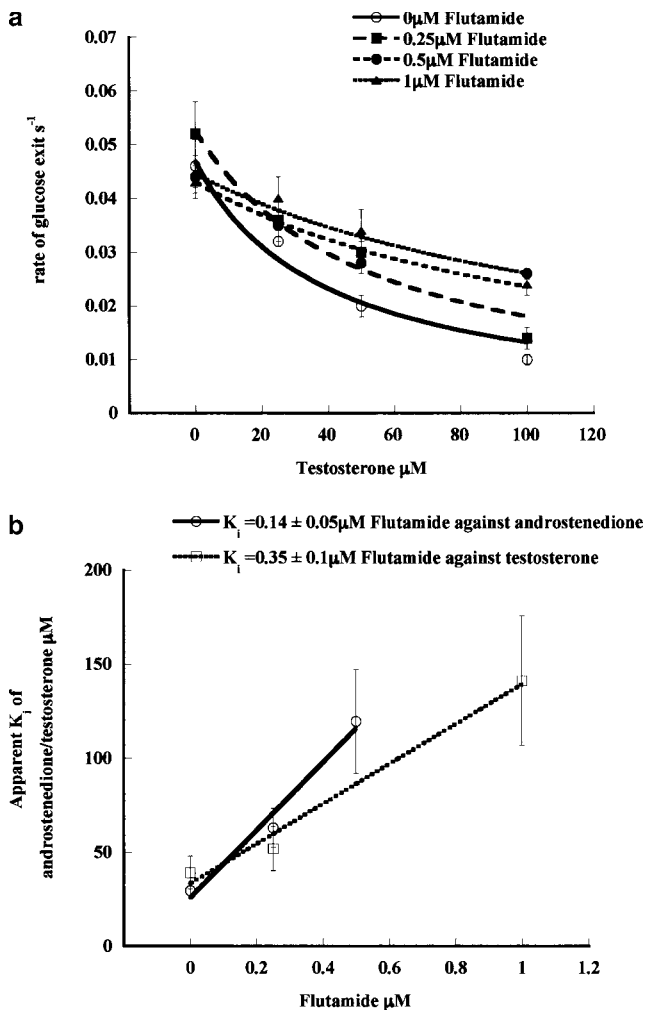 a
0µM Flutamide
0.25µM Flutamide
0.5µM Flutamide
1µM Flutamide
0.07
0.06
0.05
0.04
0.03
0.02
0.01
0
rate of glucose exit s⁻¹
0 20 40 60 80 100 120
Testosterone µM
b
Kᵢ =0.14 ± 0.05µM Flutamide against androstenedione
Kᵢ =0.35 ± 0.1µM Flutamide against testosterone
200
150
100
50
0
Apparent Kᵢ of
androstenedione/testosterone µM
0 0.2 0.4 0.6 0.8 1 1.2
Flutamide µM